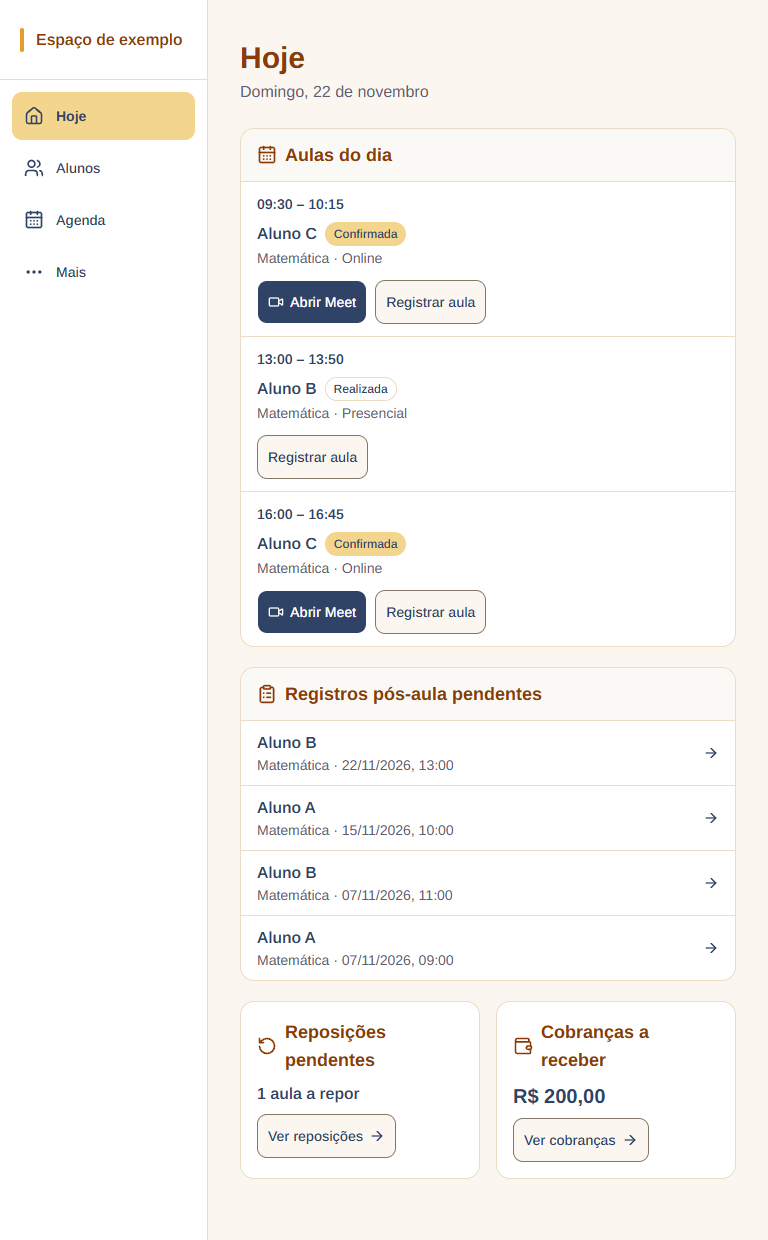 Espaço de exemplo
Hoje
Alunos
Agenda
Mais
Hoje
Domingo, 22 de novembro
Aulas do dia
09:30 – 10:15
Aluno C Confirmada
Matemática · Online
Abrir Meet Registrar aula
13:00 – 13:50
Aluno B Realizada
Matemática · Presencial
Registrar aula
16:00 – 16:45
Aluno C Confirmada
Matemática · Online
Abrir Meet Registrar aula
Registros pós-aula pendentes
Aluno B
Matemática · 22/11/2026, 13:00
Aluno A
Matemática · 15/11/2026, 10:00
Aluno B
Matemática · 07/11/2026, 11:00
Aluno A
Matemática · 07/11/2026, 09:00
Reposições
pendentes
1 aula a repor
Ver reposições
Cobranças a
receber
R$ 200,00
Ver cobranças